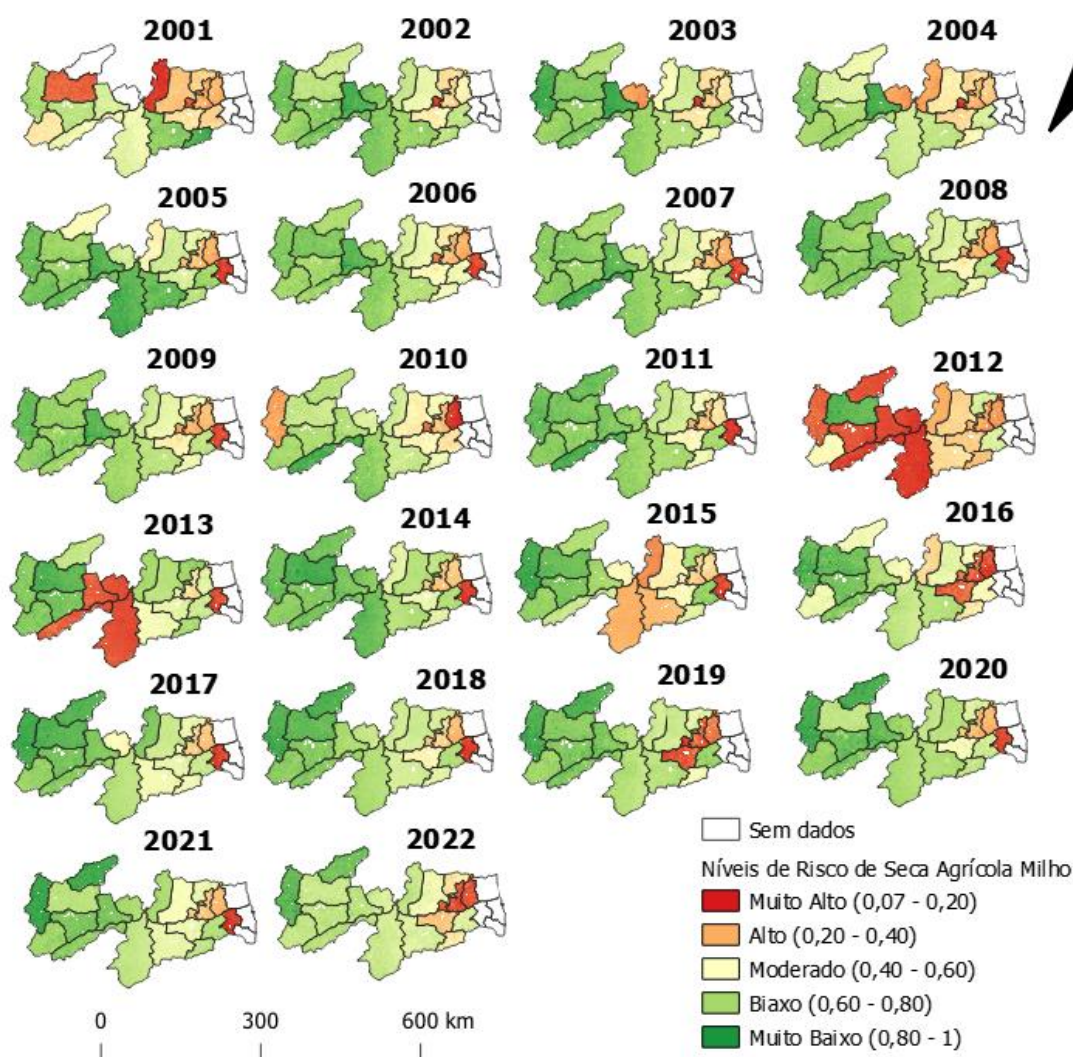 2001
2002
2003
2004
2005
2006
2007
2008
2009
2010
2011
2012
2013
2014
2015
2016
2017
2018
2019
2020
2021
2022
Sem dados
Níveis de Risco de Seca Agrícola Milho
Muito Alto (0,07 - 0,20)
Alto (0,20 - 0,40)
Moderado (0,40 - 0,60)
Biaxo (0,60 - 0,80)
Muito Baixo (0,80 - 1)
0 300 600 km